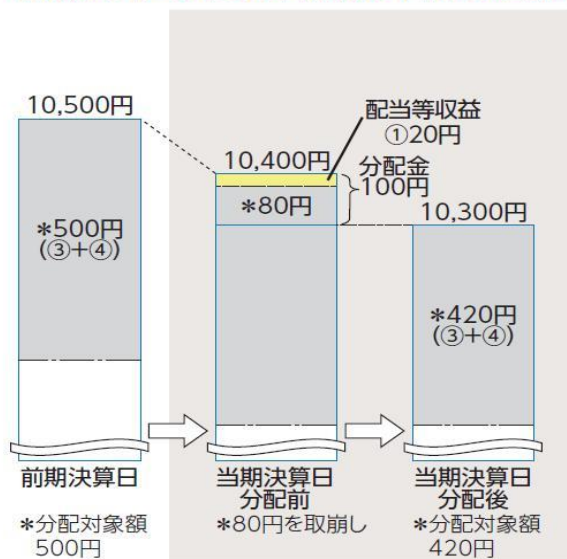 10,500円
配当等収益
①20円
10,400円
分配金
100円
*80円
10,300円
*500円
(③+④)
*420円
(③+④)
前期決算日
当期決算日
分配前
当期決算日
分配後
*分配対象額
500円
*80円を取崩し
*分配対象額
420円